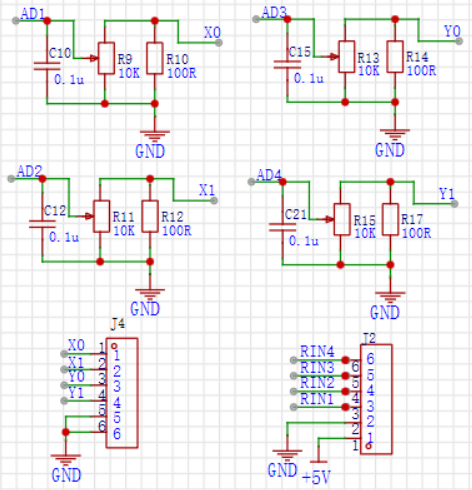 AD1
X0
C10
0.1u
R9
10K
R10
100R
GND
AD3
Y0
C15
0.1u
R13
10K
R14
100R
GND
AD2
X1
C12
0.1u
R11
10K
R12
100R
GND
AD4
Y1
C21
0.1u
R15
10K
R17
100R
GND
J4
X0 1 1
X1 2 2
Y0 3 3
Y1 4 4
5 5
6 6
GND
J2
RIN4 6 6
RIN3 5 5
RIN2 4 4
RIN1 3 3
2 2
1 1
GND
+5V